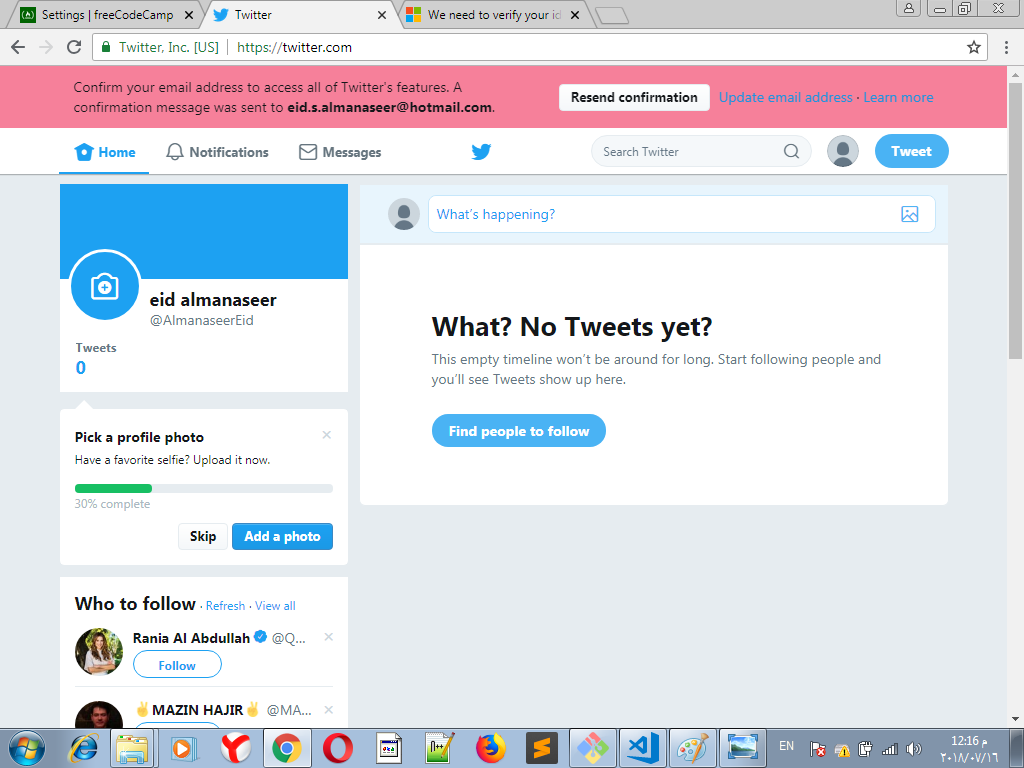 Settings | freeCodeCamp
Twitter
We need to verify your id
Twitter, Inc. [US]
https://twitter.com
Confirm your email address to access all of Twitter's features. A
confirmation message was sent to eid.s.almanaseer@hotmail.com.
Resend confirmation
Update email address · Learn more
Home
Notifications
Messages
Search Twitter
Tweet
What's happening?
eid almanaseer
@AlmanaseerEid
Tweets
0
What? No Tweets yet?
This empty timeline won't be around for long. Start following people and
you'll see Tweets show up here.
Find people to follow
Pick a profile photo
Have a favorite selfie? Upload it now.
30% complete
Skip
Add a photo
Who to follow · Refresh · View all
Rania Al Abdullah @Q...
Follow
✌MAZIN HAJIR✌ @MA...
EN
12:16 م
٢٠١٨/٠٧/١٦